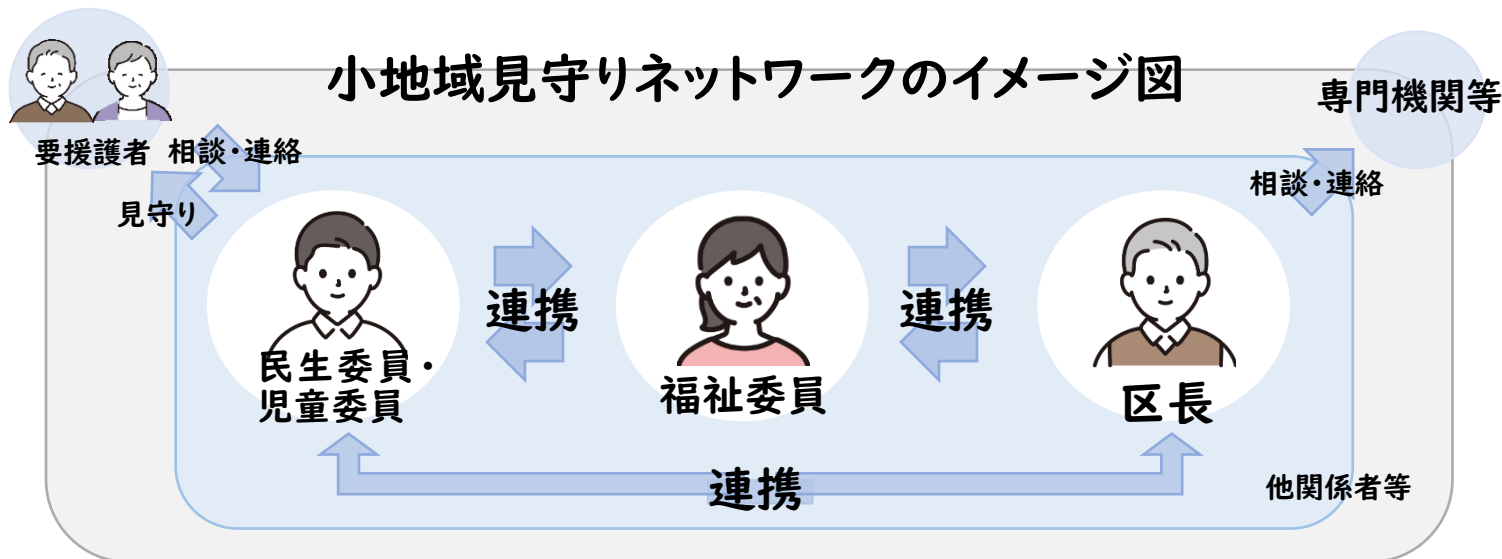 小地域見守りネットワークのイメージ図
専門機関等
要援護者
相談・連絡
見守り
相談・連絡
連携
連携
民生委員・
児童委員
福祉委員
区長
連携
他関係者等